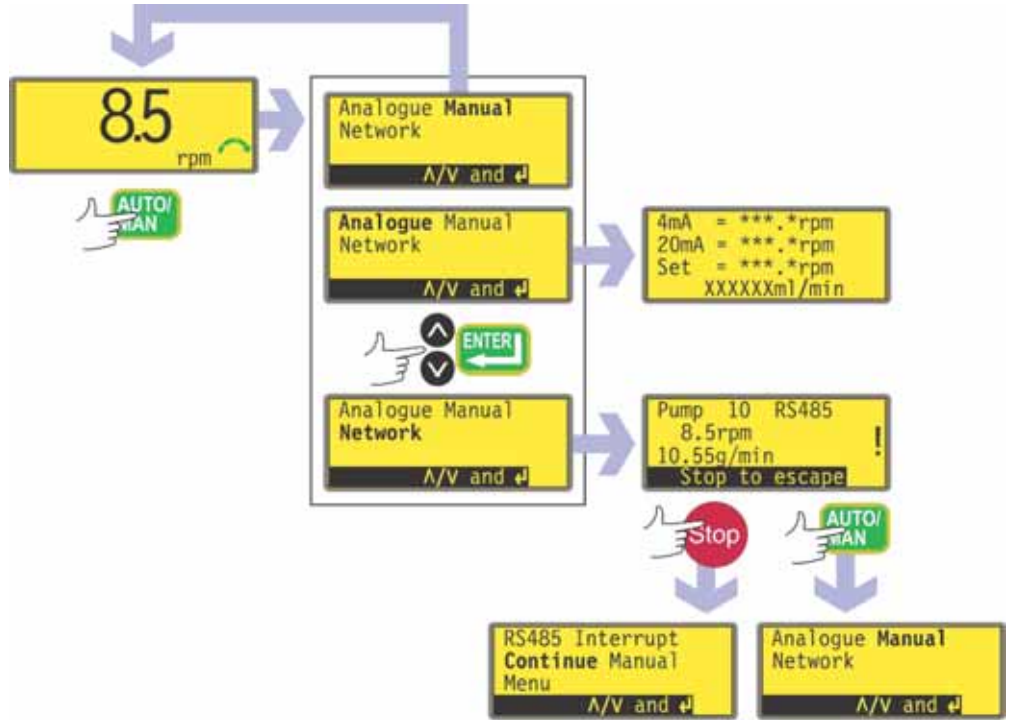 8.5
rpm
AUTO/
MAN
Analogue Manual
Network
Λ/V and ↵
Analogue Manual
Network
Λ/V and ↵
4mA = ***.*rpm
20mA = ***.*rpm
Set = ***.*rpm
XXXXXXml/min
ENTER
Analogue Manual
Network
Λ/V and ↵
Pump 10 RS485
8.5rpm
10.55g/min
!
Stop to escape
Stop
AUTO/
MAN
RS485 Interrupt
Continue Manual
Menu
Λ/V and ↵
Analogue Manual
Network
Λ/V and ↵